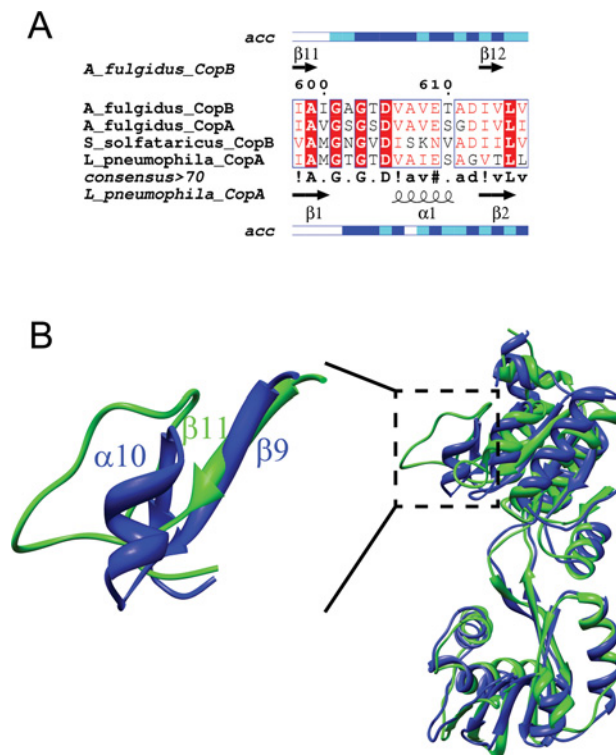 A
acc
β11 β12
A_fulgidus_CopB
600 610
A_fulgidus_CopB IAIGAGTDVAVETADIVLV
A_fulgidus_CopA IAVGSGSDVAVESGDIVLI
S_solfataricus_CopB VAMGNGVDISKNVADIILV
L_pneumophila_CopA IAMGTGTDVAIESAGVTLL
consensus>70 !A.G.G.D!av#.ad!vLv
L_pneumophila_CopA
β1 α1 β2
acc
B
α10 β11 β9